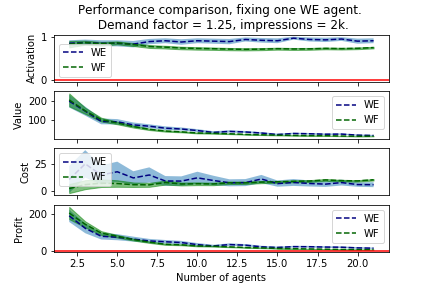 Performance comparison, fixing one WE agent.
Demand factor = 1.25, impressions = 2k.
Activation
1
0
WE
WF
Value
200
100
WE
WF
Cost
25
0
WE
WF
Profit
200
0
WE
WF
2.5 5.0 7.5 10.0 12.5 15.0 17.5 20.0
Number of agents